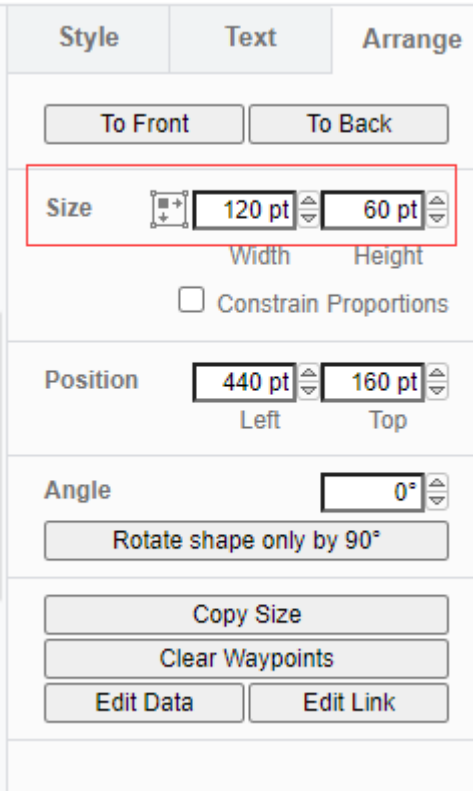 Style Text Arrange
To Front To Back
Size 120 pt 60 pt
Width Height
Constrain Proportions
Position 440 pt 160 pt
Left Top
Angle 0°
Rotate shape only by 90°
Copy Size
Clear Waypoints
Edit Data Edit Link